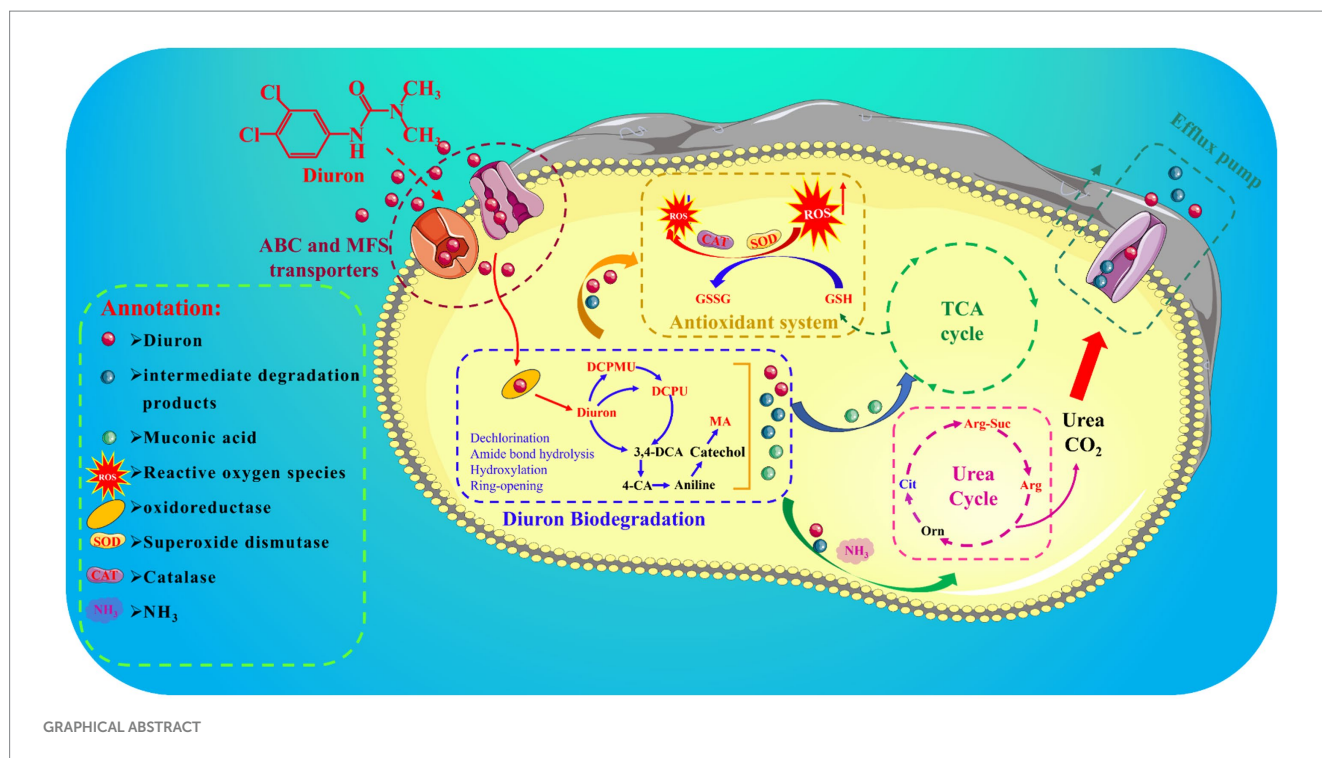 Cl
Cl
O
N
H
N
CH₃
CH₃
Diuron
ABC and MFS
transporters
Annotation:
➢Diuron
➢intermediate degradation
products
➢Muconic acid
ROS ➢Reactive oxygen species
➢oxidoreductase
SOD ➢Superoxide dismutase
CAT ➢Catalase
NH₃ ➢NH₃
ROS
ROS
CAT
SOD
GSSG
GSH
Antioxidant system
TCA
cycle
Efflux pump
DCPMU
DCPU
Diuron
MA
Dechlorination
Amide bond hydrolysis
Hydroxylation
Ring-opening
3,4-DCA
Catechol
4-CA
Aniline
Diuron Biodegradation
NH₃
Arg-Suc
Cit
Urea
Cycle
Arg
Orn
Urea
CO₂
GRAPHICAL ABSTRACT